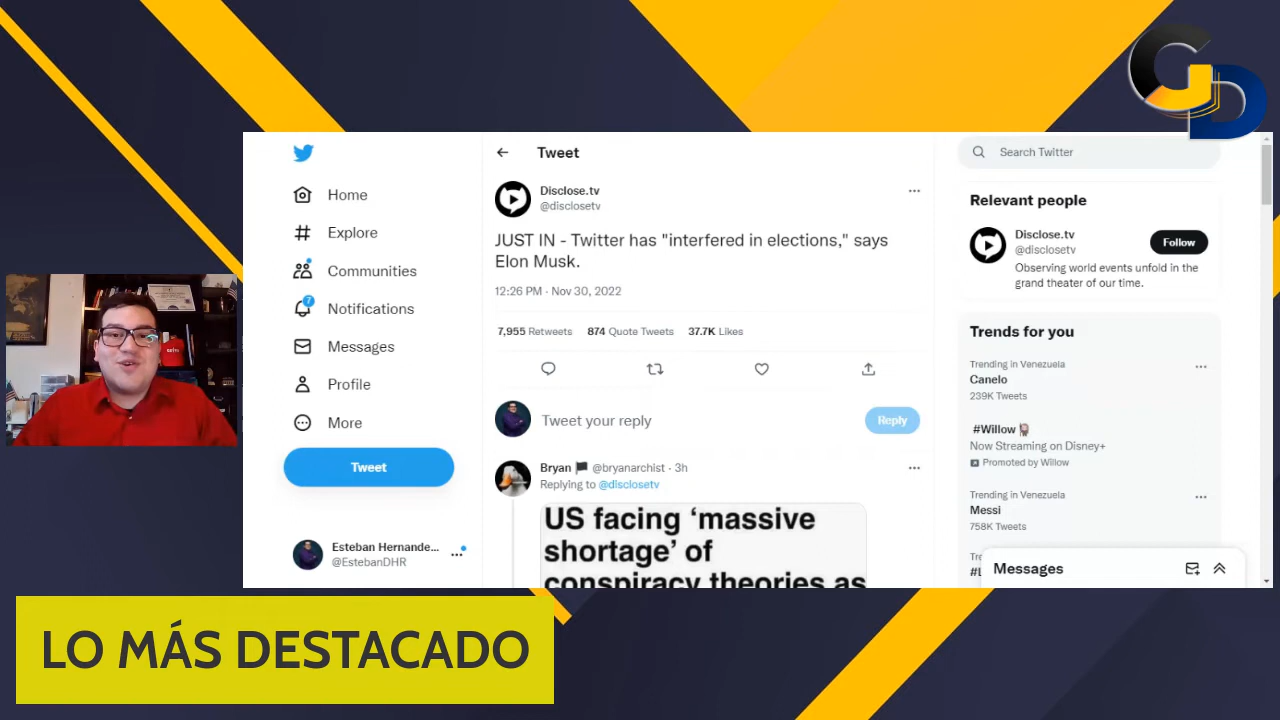 GD
Tweet
Search Twitter
Home
Explore
Communities
7
Notifications
Messages
Profile
More
Tweet
Esteban Hernande...
@EstebanDHR
Disclose.tv
@disclosetv
JUST IN - Twitter has "interfered in elections," says
Elon Musk.
12:26 PM · Nov 30, 2022
7,955 Retweets 874 Quote Tweets 37.7K Likes
Tweet your reply
Reply
Bryan @bryanarchist · 3h
Replying to @disclosetv
US facing ‘massive
shortage’ of
conspiracy theories as
Relevant people
Disclose.tv
@disclosetv
Follow
Observing world events unfold in the
grand theater of our time.
Trends for you
Trending in Venezuela
Canelo
239K Tweets
#Willow
Now Streaming on Disney+
Promoted by Willow
Trending in Venezuela
Messi
758K Tweets
Messages
LO MÁS DESTACADO